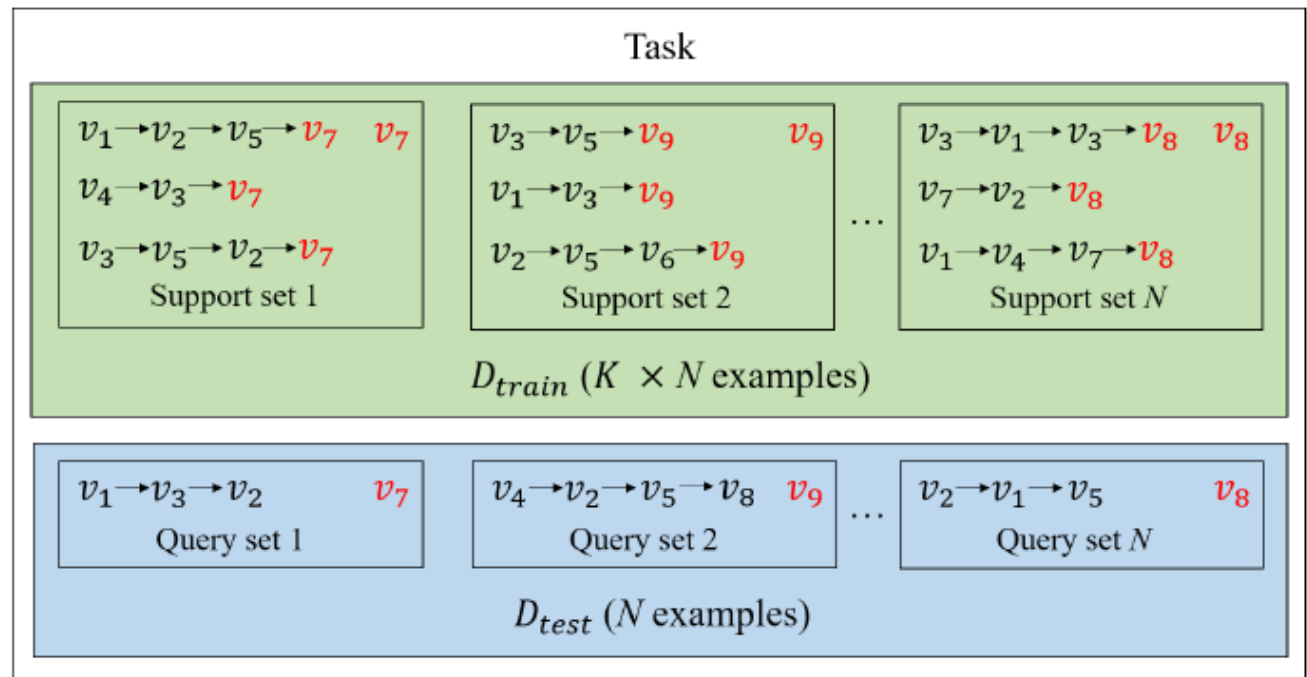 Task
v₁→v₂→v₅→v₇ v₇
v₄→v₃→v₇
v₃→v₅→v₂→v₇
Support set 1
v₃→v₅→v₉ v₉
v₁→v₃→v₉
v₂→v₅→v₆→v₉
Support set 2
...
v₃→v₁→v₃→v₈ v₈
v₇→v₂→v₈
v₁→v₄→v₇→v₈
Support set N
D_train (K × N examples)
v₁→v₃→v₂ v₇
Query set 1
v₄→v₂→v₅→v₈ v₉
Query set 2
...
v₂→v₁→v₅ v₈
Query set N
D_test (N examples)